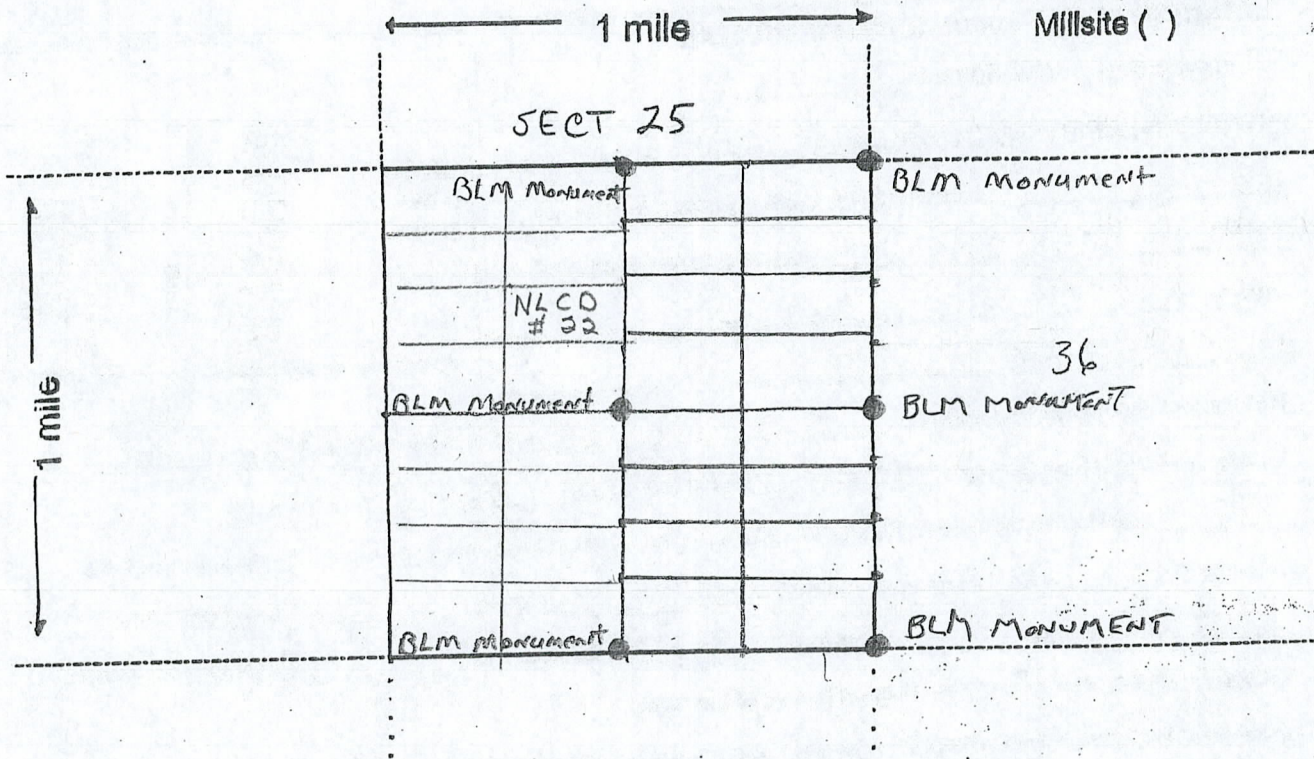 1 mile
Millsite ( )
SECT 25
BLM Monument
BLM Monument
1 mile
NLCD
# 22
36
BLM Monument
BLM MONUMENT
BLM Monument
BLM MONUMENT